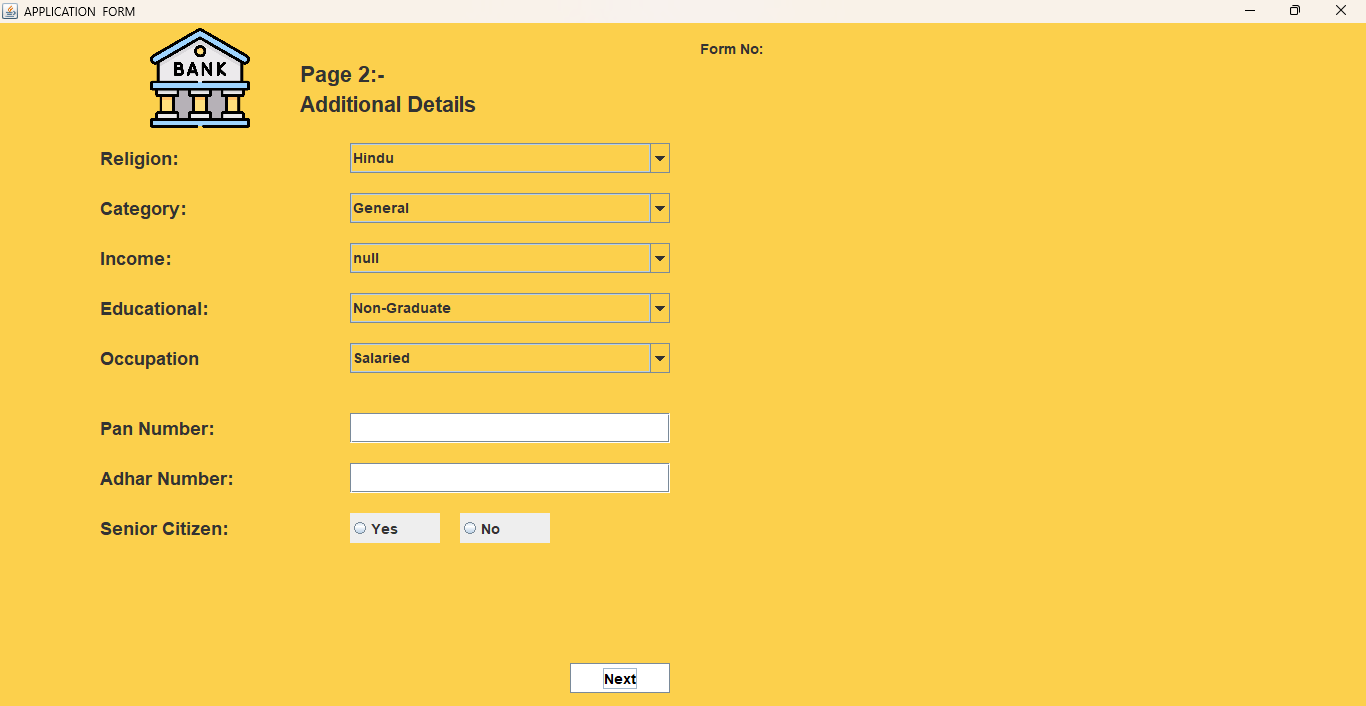 APPLICATION FORM
BANK
Form No:
Page 2:-
Additional Details
Religion: Hindu
Category: General
Income: null
Educational: Non-Graduate
Occupation Salaried
Pan Number:
Adhar Number:
Senior Citizen: Yes No
Next